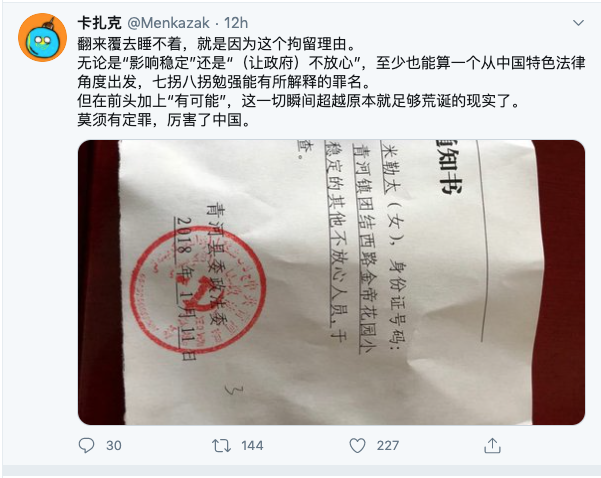 卡扎克 @Menkazak · 12h
翻来覆去睡不着，就是因为这个拘留理由。
无论是“影响稳定”还是“（让政府）不放心”，至少也能算一个从中国特色法律
角度出发，七拐八拐勉强能有所解释的罪名。
但在前头加上“有可能”，这一切瞬间超越原本就足够荒诞的现实了。
莫须有定罪，厉害了中国。
知书
米勒太（女），身份证号码：
青河镇团结西路金帝花园小
稳定的其他不放心人员，于
查。
青河县委政法委
2018年1月11日
3
30 144 227